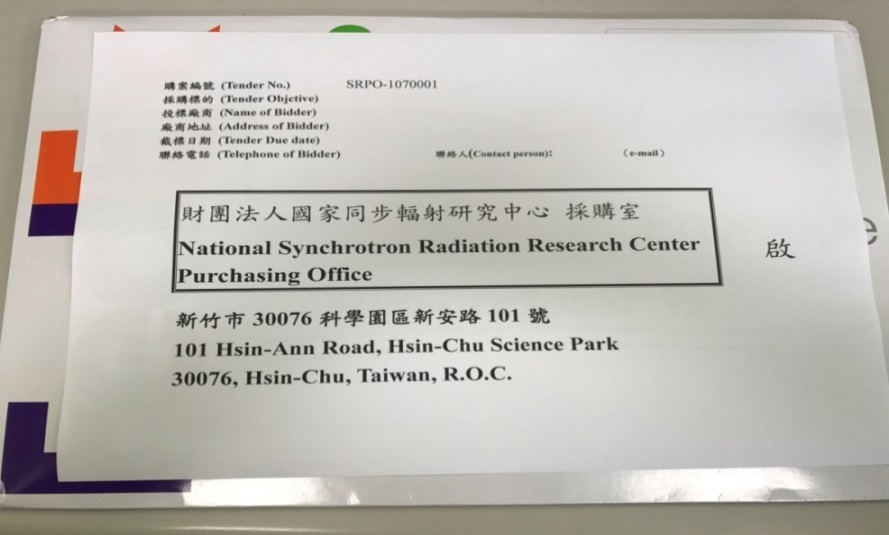 購案編號 (Tender No.) SRPO-1070001
採購標的 (Tender Objetive)
投標廠商 (Name of Bidder)
廠商地址 (Address of Bidder)
截標日期 (Tender Due date)
聯絡電話 (Telephone of Bidder) 聯絡人(Contact person): (e-mail)
財團法人國家同步輻射研究中心 採購室
National Synchrotron Radiation Research Center
Purchasing Office
啟
新竹市 30076 科學園區新安路 101 號
101 Hsin-Ann Road, Hsin-Chu Science Park
30076, Hsin-Chu, Taiwan, R.O.C.